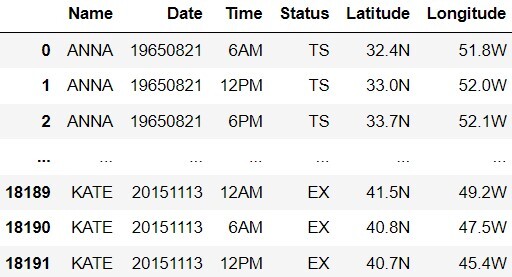 Name Date Time Status Latitude Longitude
0 ANNA 19650821 6AM TS 32.4N 51.8W
1 ANNA 19650821 12PM TS 33.0N 52.0W
2 ANNA 19650821 6PM TS 33.7N 52.1W
... ... ... ... ... ... ...
18189 KATE 20151113 12AM EX 41.5N 49.2W
18190 KATE 20151113 6AM EX 40.8N 47.5W
18191 KATE 20151113 12PM EX 40.7N 45.4W